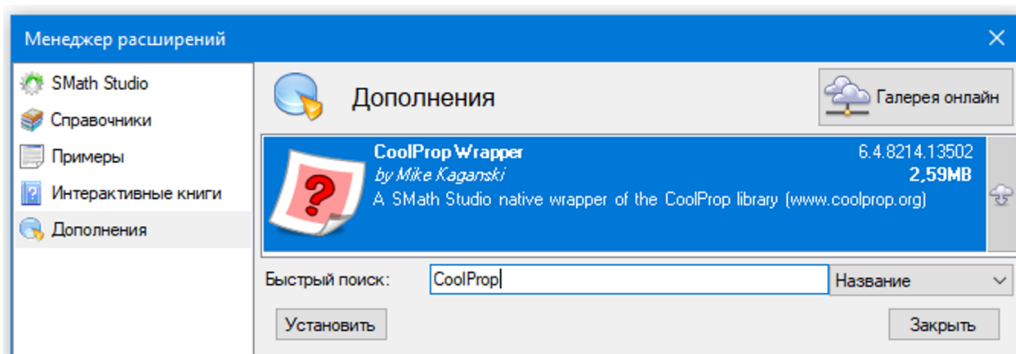 Менеджер расширений
SMath Studio
Справочники
Примеры
Интерактивные книги
Дополнения
Дополнения
Галерея онлайн
CoolProp Wrapper 6.4.8214.13502
by Mike Kaganski 2,59MB
A SMath Studio native wrapper of the CoolProp library (www.coolprop.org)
Быстрый поиск: CoolProp Название
Установить Закрыть